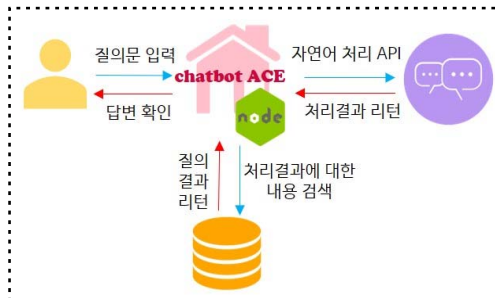 질의문 입력
답변 확인
chatbot ACE
node
자연어 처리 API
처리결과 리턴
질의
결과
리턴
처리결과에 대한
내용 검색